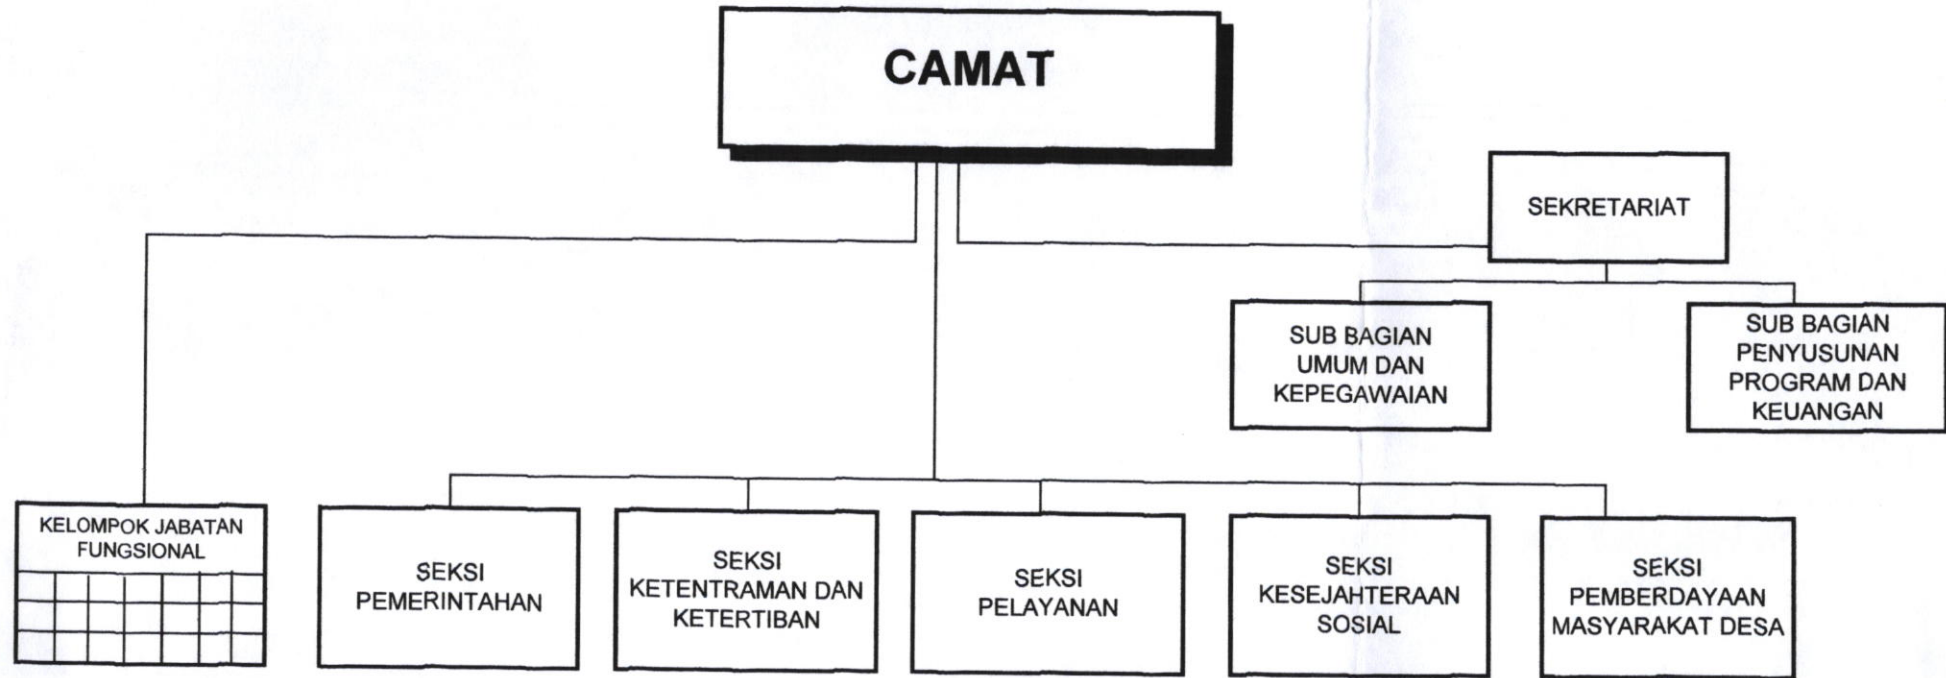 CAMAT
SEKRETARIAT
SUB BAGIAN
UMUM DAN
KEPEGAWAIAN
SUB BAGIAN
PENYUSUNAN
PROGRAM DAN
KEUANGAN
KELOMPOK JABATAN
FUNGSIONAL
SEKSI
PEMERINTAHAN
SEKSI
KETENTRAMAN DAN
KETERTIBAN
SEKSI
PELAYANAN
SEKSI
KESEJAHTERAAN
SOSIAL
SEKSI
PEMBERDAYAAN
MASYARAKAT DESA